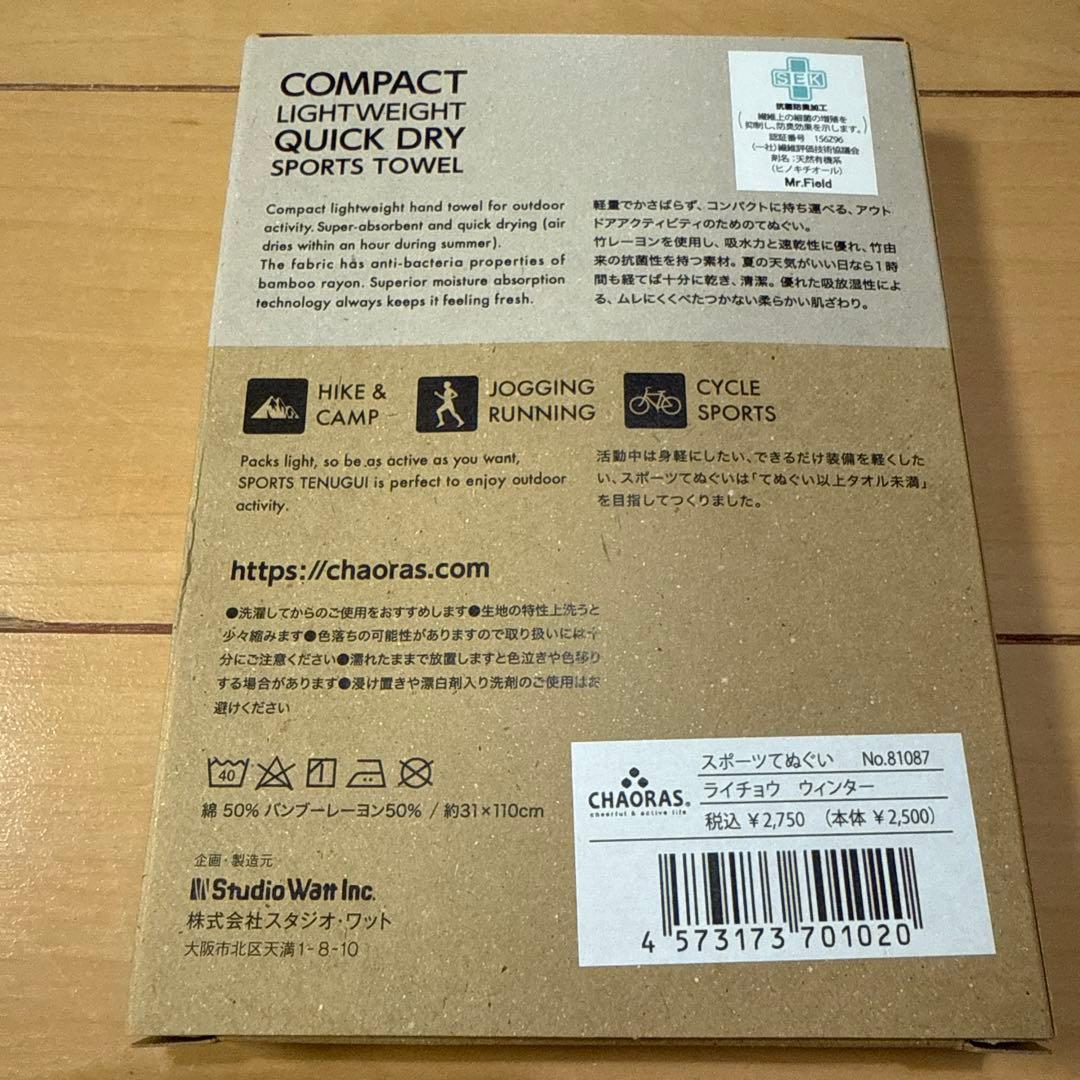 COMPACT
LIGHTWEIGHT
QUICK DRY
SPORTS TOWEL
SEK
抗菌防臭加工
(繊維上の細菌の増殖を
抑制し、防臭効果を示します。)
認証番号 156Z96
(一社)繊維評価技術協議会
剤名:天然有機系
(ヒノキチオール)
Mr.Field
Compact lightweight hand towel for outdoor
activity. Super-absorbent and quick drying (air
dries within an hour during summer).
The fabric has anti-bacteria properties of
bamboo rayon. Superior moisture absorption
technology always keeps it feeling fresh.
軽量でかさばらず、コンパクトに持ち運べる、アウト
ドアアクティビティのためのてぬぐい。
竹レーヨンを使用し、吸水力と速乾性に優れ、竹由
来の抗菌性を持つ素材。夏の天気がいい日なら1時
間も経てば十分に乾き、清潔。優れた吸放湿性によ
る、ムレにくくべたつかない柔らかい肌ざわり。
HIKE &
CAMP
JOGGING
RUNNING
CYCLE
SPORTS
Packs light, so be as active as you want,
SPORTS TENUGUI is perfect to enjoy outdoor
activity.
活動中は身軽にしたい、できるだけ装備を軽くした
い、スポーツてぬぐいは「てぬぐい以上タオル未満」
を目指してつくりました。
https://chaoras.com
●洗濯してからのご使用をおすすめします●生地の特性上洗うと
少々縮みます●色落ちの可能性がありますので取り扱いには十
分にご注意ください●濡れたままで放置しますと色泣きや色移り
する場合があります●浸け置きや漂白剤入り洗剤のご使用はお
避けください
40
1
綿 50% バンブーレーヨン50% / 約31×110cm
企画・製造元
Studio Watt Inc.
株式会社スタジオ・ワット
大阪市北区天満1-8-10
CHAORAS.
cheerful & active life
スポーツてぬぐい No.81087
ライチョウ ウィンター
税込 ¥2,750 (本体 ¥2,500)
4 573173 701020